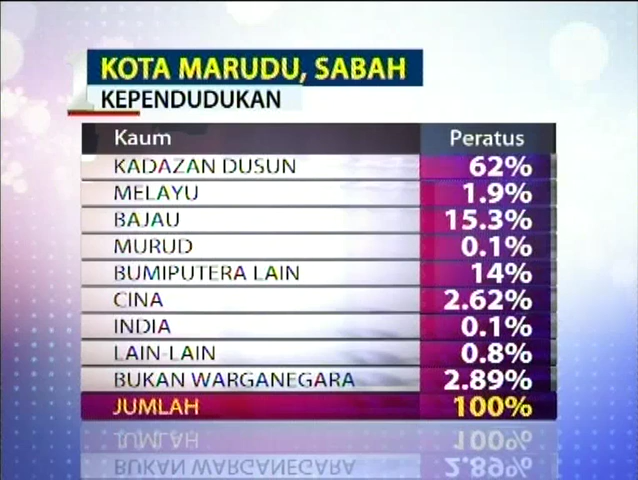 KOTA MARUDU, SABAH
KEPENDUDUKAN
Kaum Peratus
KADAZAN DUSUN 62%
MELAYU 1.9%
BAJAU 15.3%
MURUD 0.1%
BUMIPUTERA LAIN 14%
CINA 2.62%
INDIA 0.1%
LAIN-LAIN 0.8%
BUKAN WARGANEGARA 2.89%
JUMLAH 100%